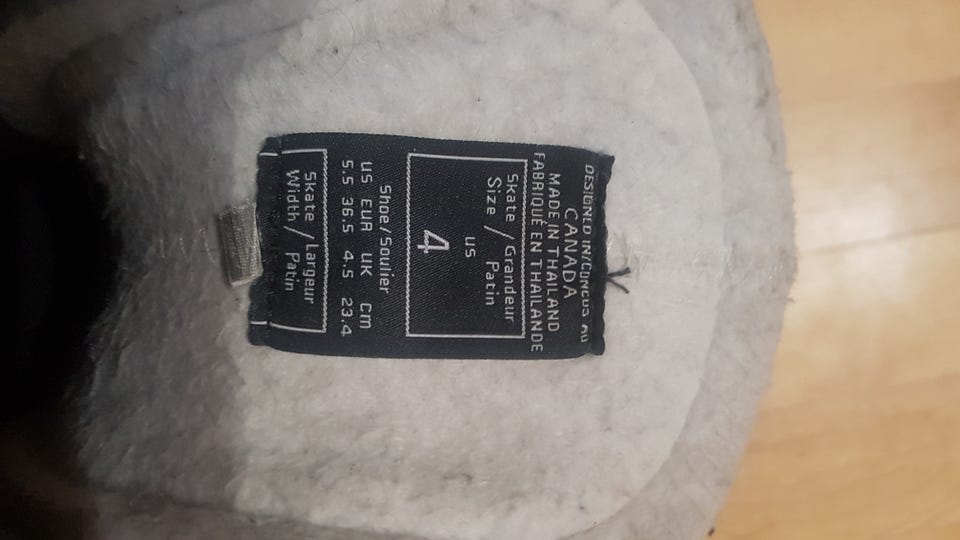 DESIGNED IN/CONÇUS AU
CANADA
MADE IN THAILAND
FABRIQUÉ EN THAÏLANDE
Skate / Grandeur
Size / Patin
US
4
Shoe/Soulier
US EUR UK cm
5.5 36.5 4.5 23.4
Skate / Largeur
Width / Patin